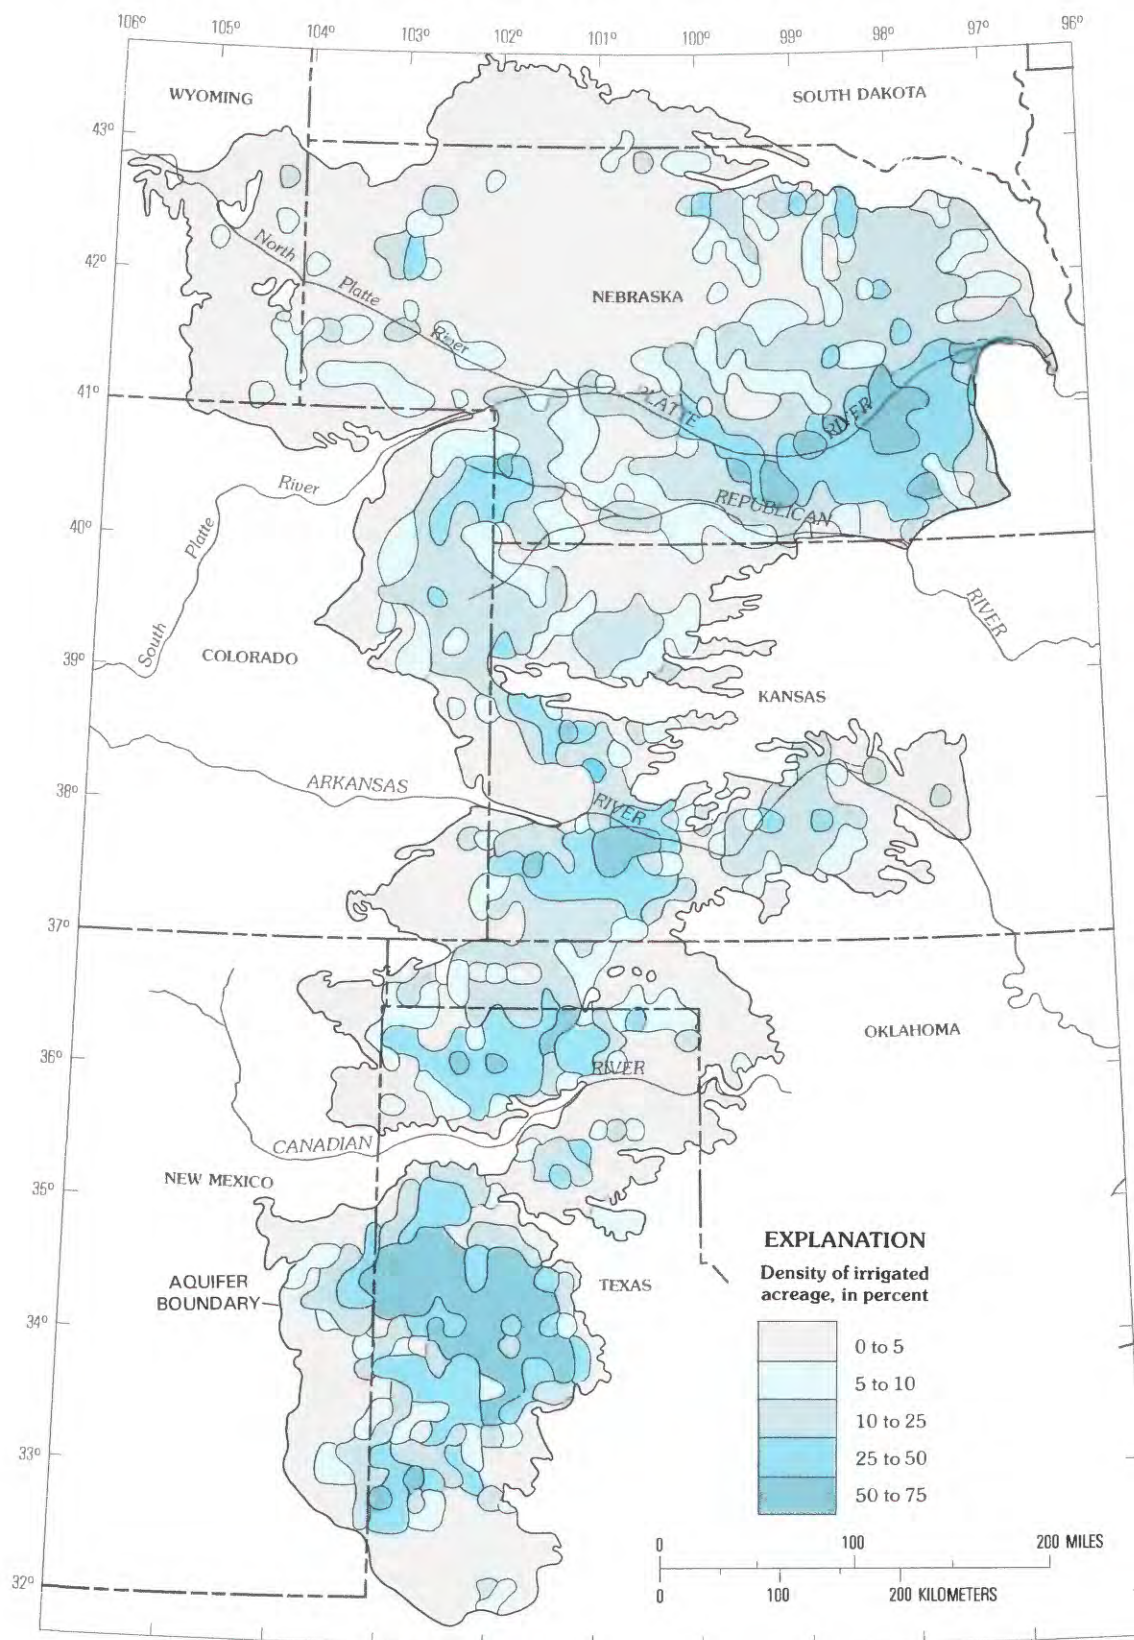 106° 105° 104° 103° 102° 101° 100° 99° 98° 97° 96°
WYOMING
SOUTH DAKOTA
43°
North
Platte
River
42°
NEBRASKA
41°
PLATTE
RIVER
River
Platte
South
REPUBLICAN
RIVER
40°
39°
COLORADO
KANSAS
ARKANSAS
RIVER
38°
37°
OKLAHOMA
36°
RIVER
CANADIAN
NEW MEXICO
35°
AQUIFER
BOUNDARY
TEXAS
34°
33°
32°
EXPLANATION
Density of irrigated
acreage, in percent
0 to 5
5 to 10
10 to 25
25 to 50
50 to 75
0 100 200 MILES
0 100 200 KILOMETERS